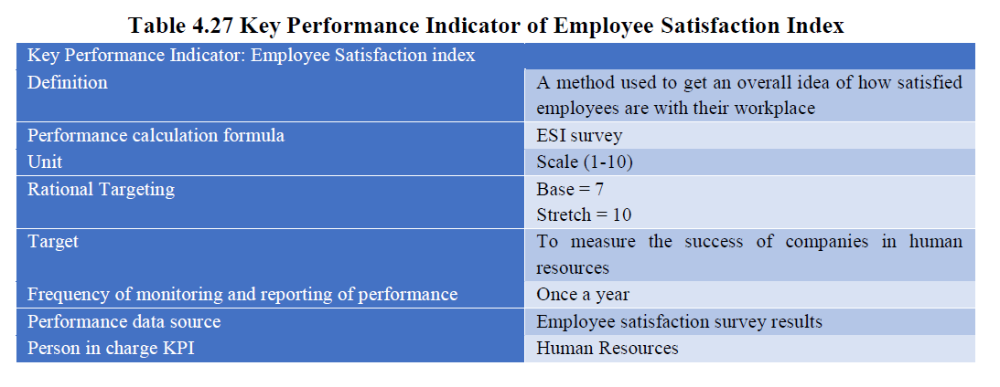 Table 4.27 Key Performance Indicator of Employee Satisfaction Index
Key Performance Indicator: Employee Satisfaction index
Definition
A method used to get an overall idea of how satisfied
employees are with their workplace
Performance calculation formula
ESI survey
Unit
Scale (1-10)
Rational Targeting
Base = 7
Stretch = 10
Target
To measure the success of companies in human
resources
Frequency of monitoring and reporting of performance
Once a year
Performance data source
Employee satisfaction survey results
Person in charge KPI
Human Resources